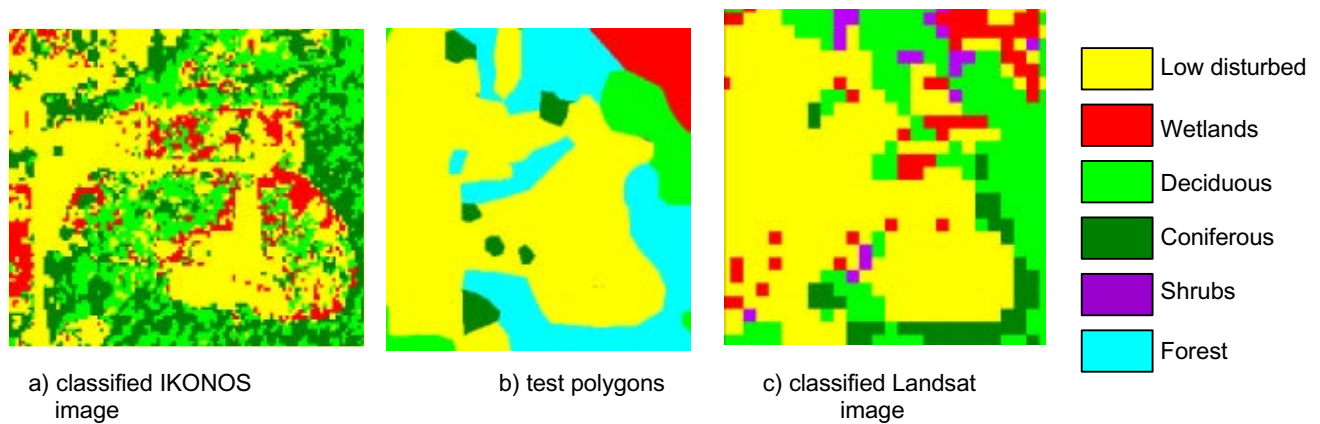 Low disturbed
Wetlands
Deciduous
Coniferous
Shrubs
Forest
a) classified IKONOS
image
b) test polygons
c) classified Landsat
image